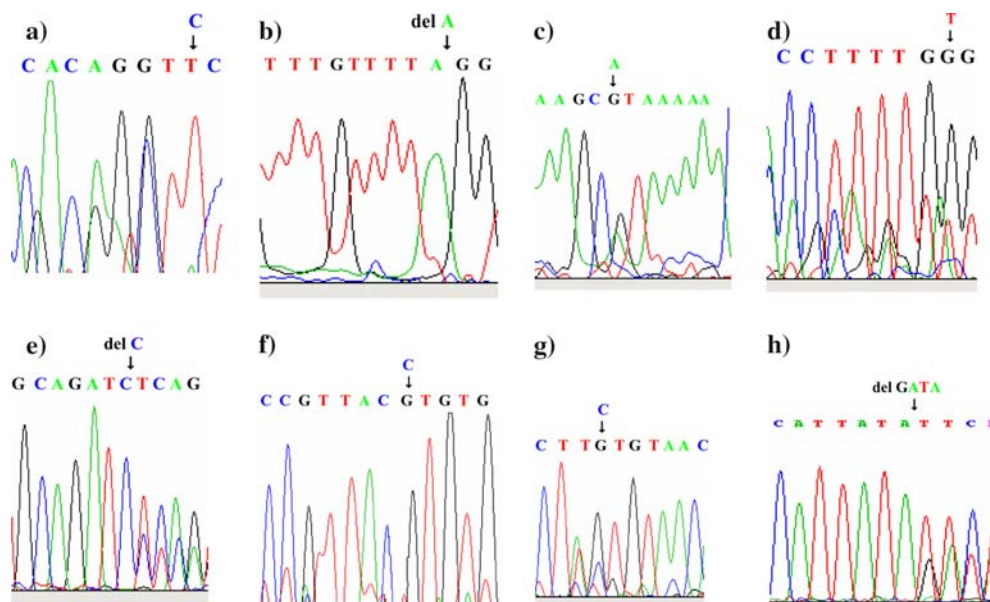 a)
C
↓
C A C A G G T T C
b)
del A
↓
T T T G T T T T A G G
c)
A
↓
A A G C G T A A A A A
d)
T
↓
C C T T T T G G G
e)
del C
↓
G C A G A T C T C A G
f)
C
↓
C C G T T A C G T G T G
g)
C
↓
C T T G T G T A A C
h)
del GATA
↓
C A T T A T A T T C